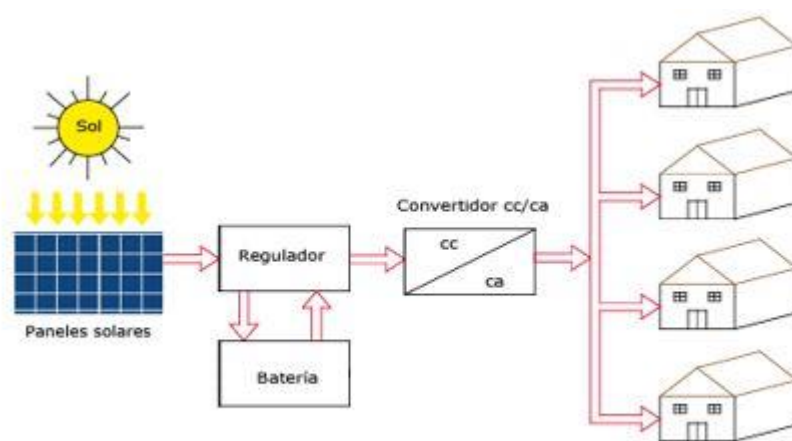 Sol
Paneles solares
Regulador
Batería
Convertidor cc/ca
cc
ca